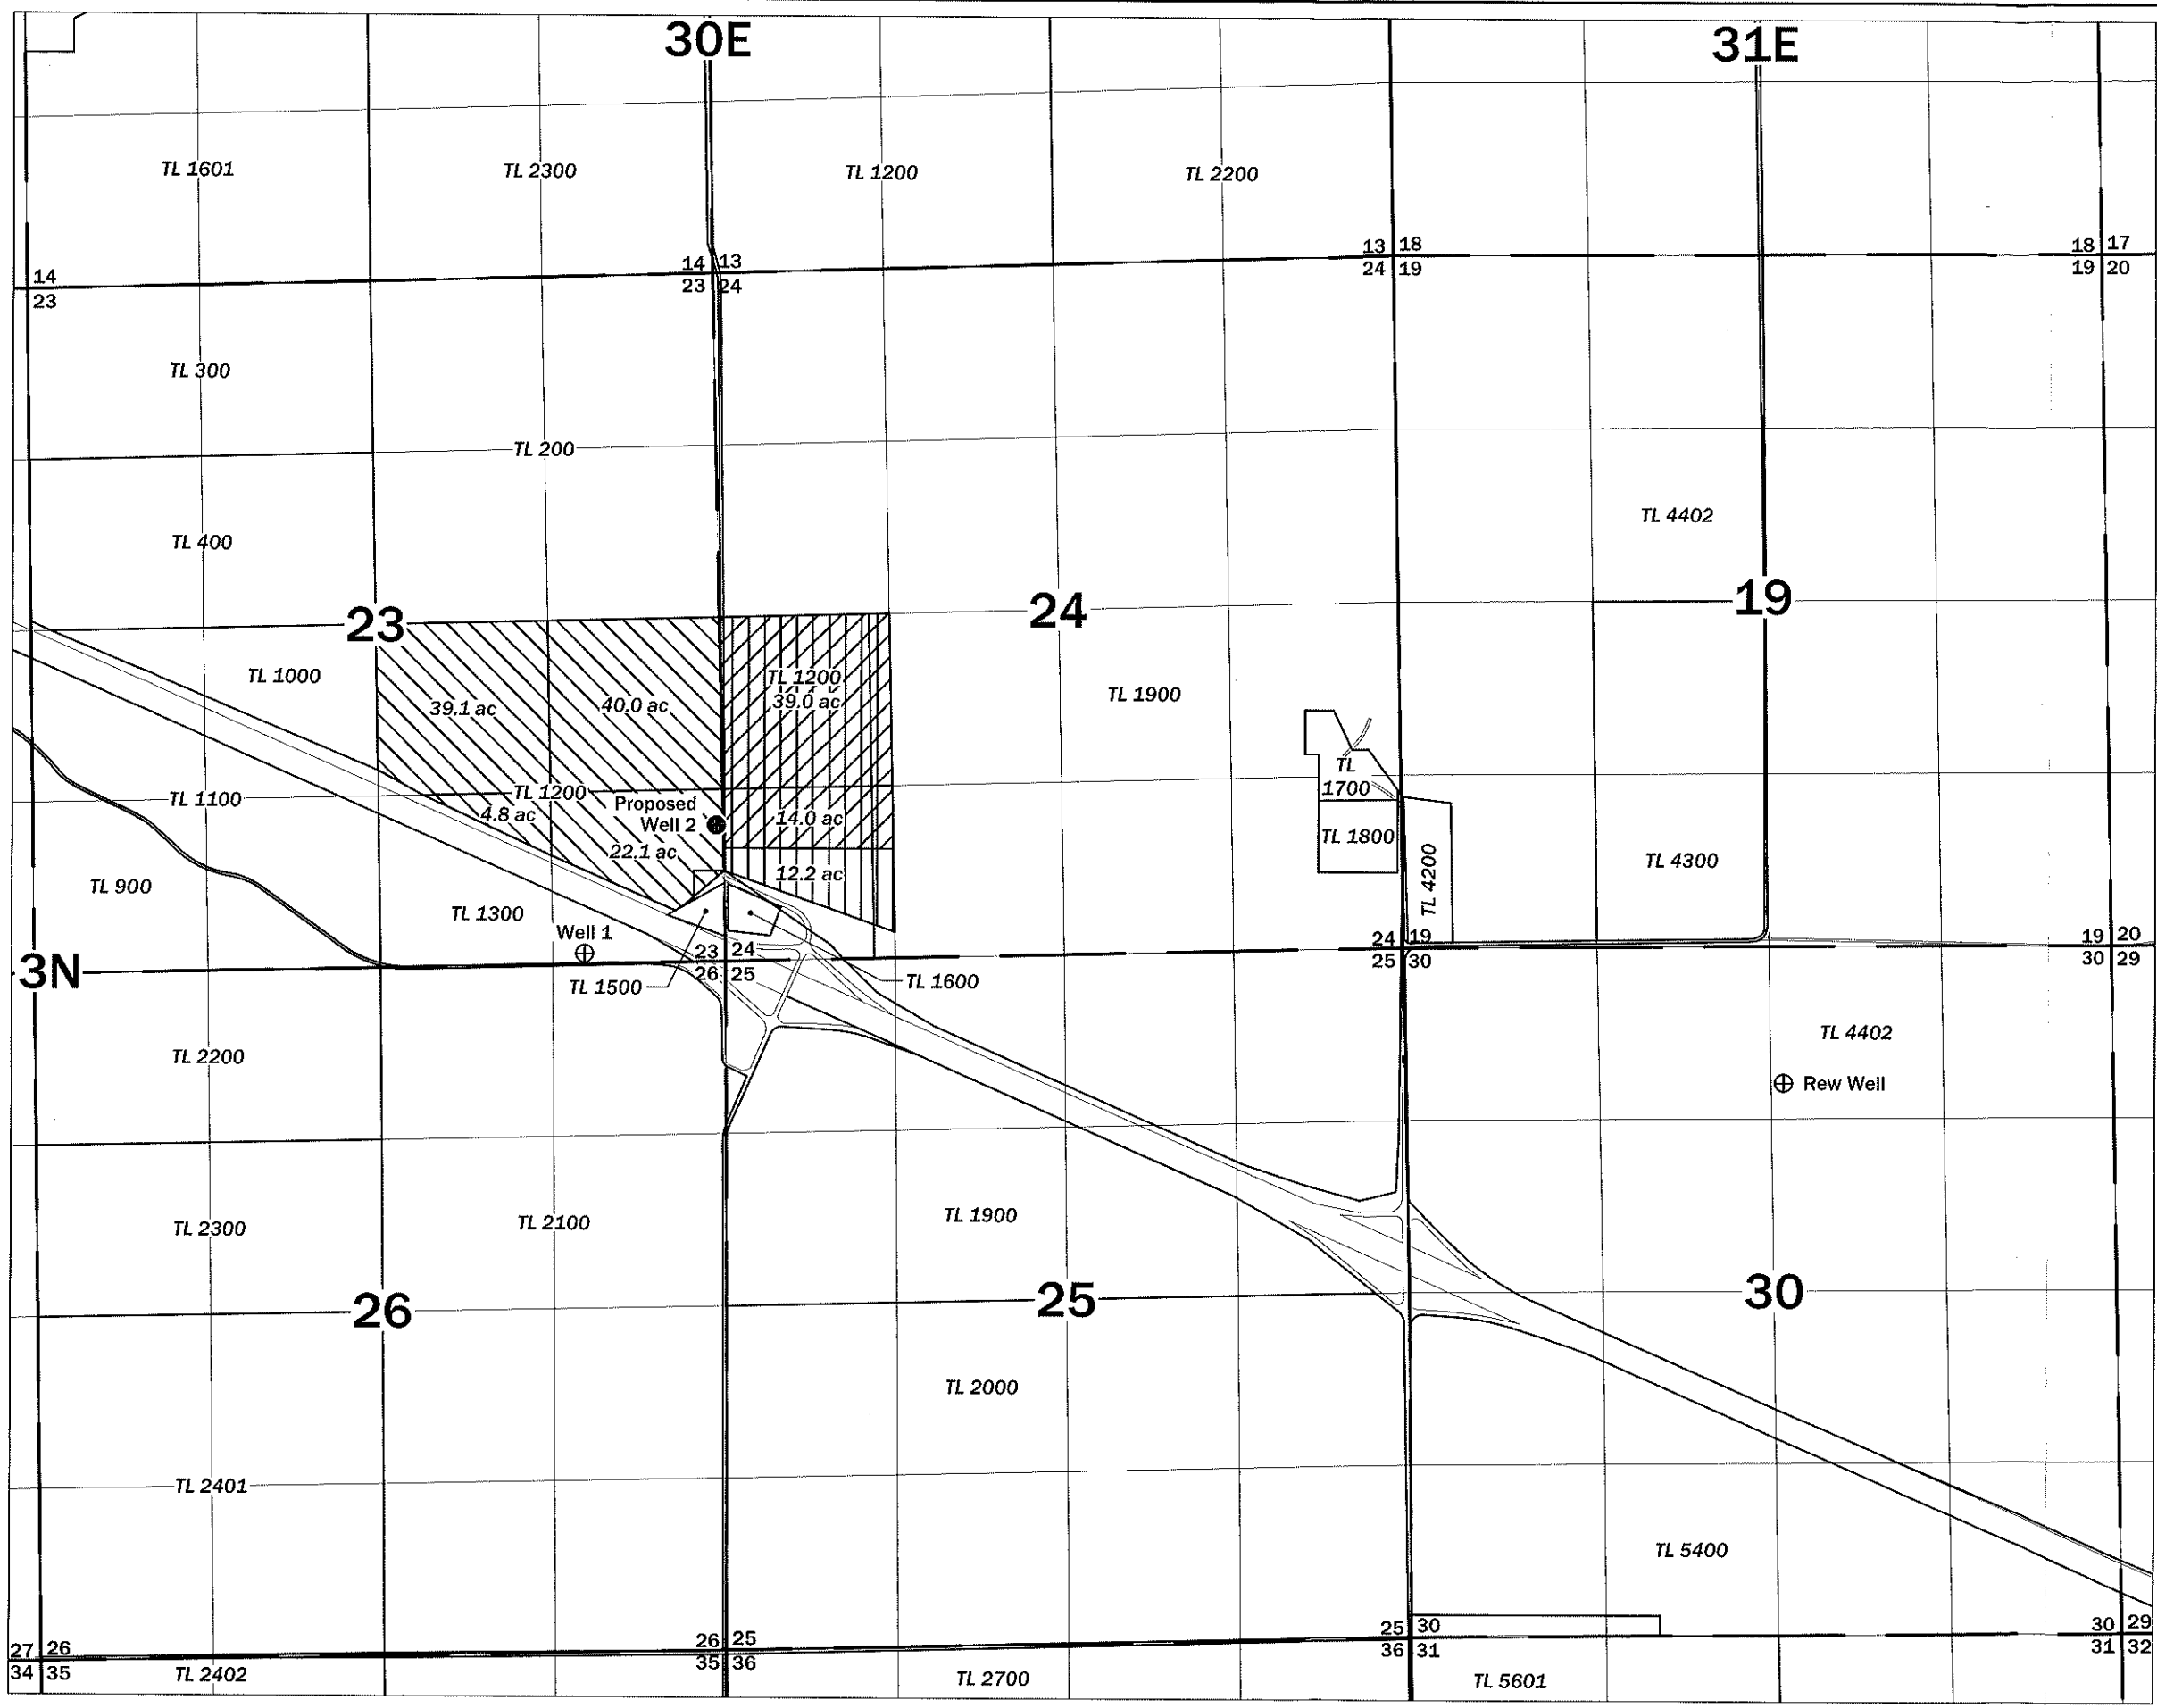 30E
31E
TL 1601
TL 2300
TL 1200
TL 2200
13 18
24 19
18 17
19 20
14 13
23 24
14
23
TL 300
TL 200
TL 4402
TL 400
23
24
19
TL 1000
TL 1200
39.0 ac
39.1 ac
40.0 ac
TL 1900
TL
1700
TL 1100
TL 1200
4.8 ac
Proposed
Well 2
14.0 ac
22.1 ac
12.2 ac
TL 1800
TL 4200
TL 4300
TL 900
TL 1300
Well 1
23 24
26 25
24 19
25 30
19 20
30 29
3N
TL 1500
TL 1600
TL 2200
TL 4402
Rew Well
TL 2300
TL 2100
TL 1900
26
25
30
TL 2000
TL 2401
TL 5400
27 26
34 35
26 25
35 36
25 30
36 31
30 29
31 32
TL 2402
TL 2700
TL 5601